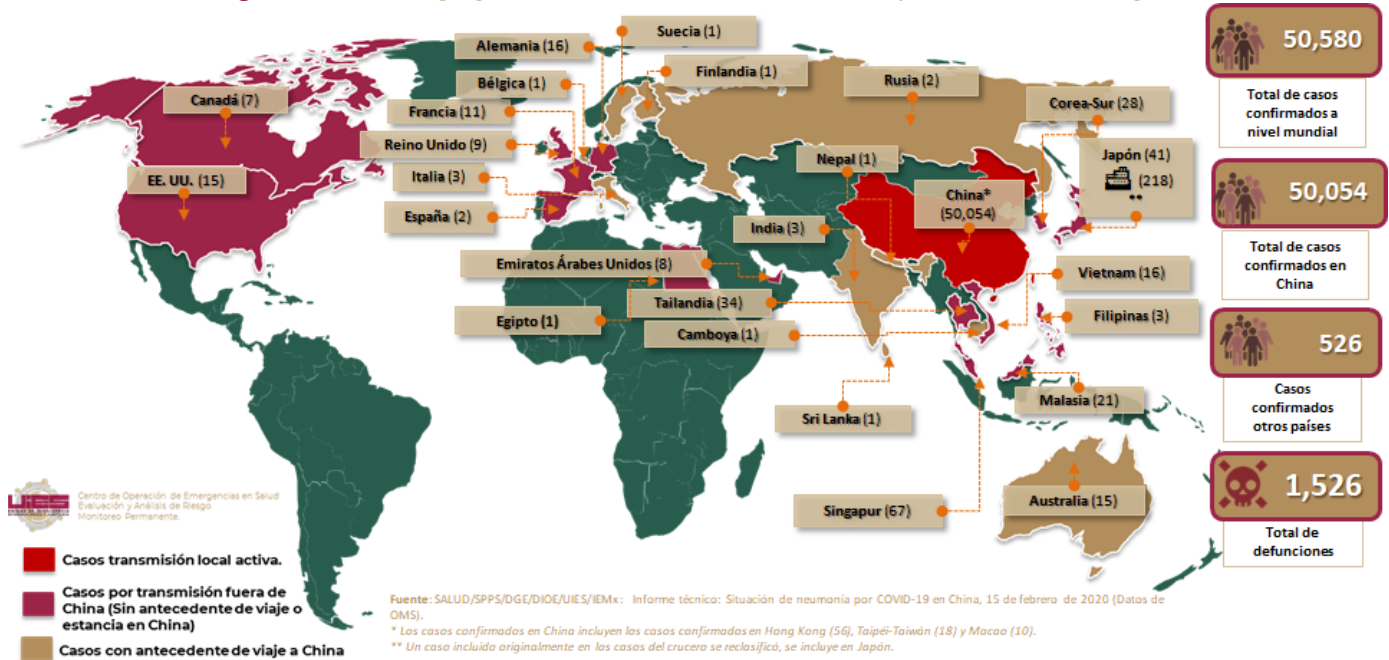 Suecia (1)
Alemania (16)
Finlandia (1)
Bélgica (1)
Rusia (2)
Canadá (7)
Francia (11)
Corea-Sur (28)
Reino Unido (9)
Nepal (1)
Japón (41)
(218)
**
EE. UU. (15)
Italia (3)
China*
(50,054)
España (2)
India (3)
Emiratos Árabes Unidos (8)
Vietnam (16)
Tailandia (34)
Egipto (1)
Filipinas (3)
Camboya (1)
Malasia (21)
Sri Lanka (1)
Australia (15)
Singapur (67)
50,580
Total de casos
confirmados a
nivel mundial
50,054
Total de casos
confirmados en
China
526
Casos
confirmados
otros países
1,526
Total de
defunciones
UIES
Centro de Operación de Emergencias en Salud
Evaluación y Análisis de Riesgo
Monitoreo Permanente.
Casos transmisión local activa.
Casos por transmisión fuera de
China (Sin antecedente de viaje o
estancia en China)
Casos con antecedente de viaje a China
Fuente: SALUD/SPPS/DGE/DIOE/UIES/IEMx: Informe técnico: Situación de neumonía por COVID-19 en China, 15 de febrero de 2020 (Datos de
OMS).
* Los casos confirmados en China incluyen los casos confirmados en Hong Kong (56), Taipéi-Taiwán (18) y Macao (10).
** Un caso incluido originalmente en los casos del crucero se reclasificó, se incluye en Japón.